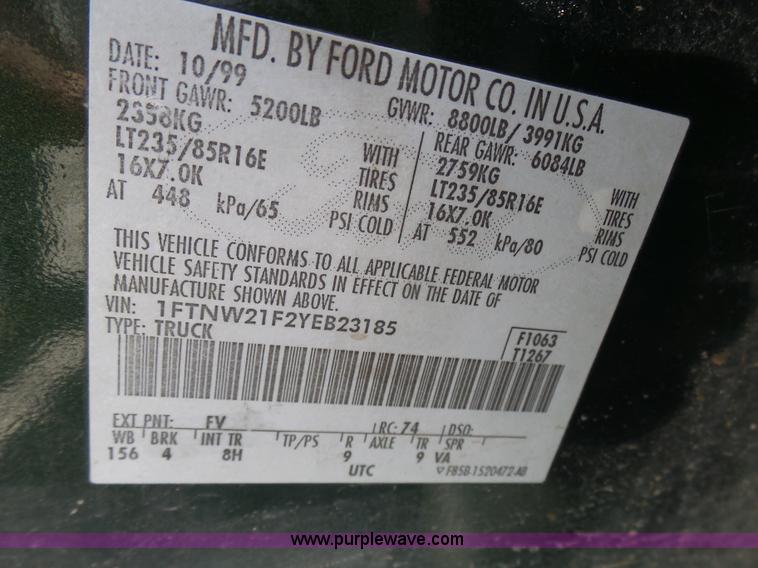 MFD. BY FORD MOTOR CO. IN U.S.A.
DATE: 10/99 GVWR: 8800LB/ 3991KG
FRONT GAWR: 5200LB REAR GAWR: 6084LB
2358KG 2759KG
LT235/85R16E WITH TIRES LT235/85R16E WITH TIRES
16X7.0K RIMS 16X7.0K RIMS
AT 448 kPa/65 PSI COLD AT 552 kPa/80 PSI COLD
THIS VEHICLE CONFORMS TO ALL APPLICABLE FEDERAL MOTOR
VEHICLE SAFETY STANDARDS IN EFFECT ON THE DATE OF
MANUFACTURE SHOWN ABOVE.
VIN: 1FTNW21F2YEB23185
TYPE: TRUCK F1063
T1267
EXT PNT: FV RC: 74 DSO:
WB BRK INT TR TP/PS R AXLE TR SPR
156 4 8H 9 9 VA
UTC F85B-1520472-AB
www.purplewave.com